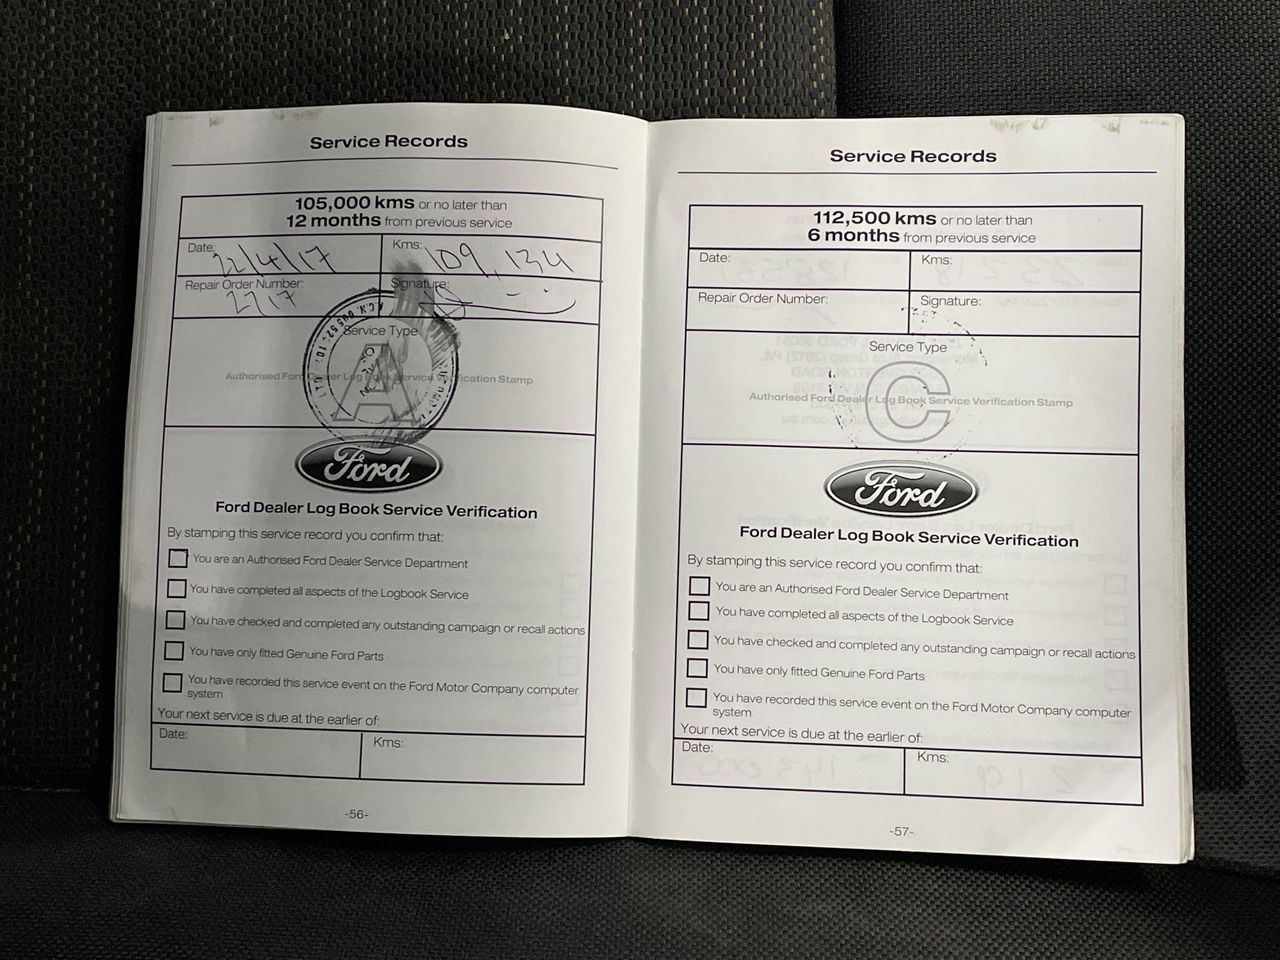 Service Records
105,000 kms or no later than
12 months from previous service
Date: 22/4/17
Kms: 109,134
Repair Order Number: 2717
Signature:
Service Type
A
Authorised Ford Dealer Log Book Service Verification Stamp
Ford
Ford Dealer Log Book Service Verification
By stamping this service record you confirm that:
You are an Authorised Ford Dealer Service Department
You have completed all aspects of the Logbook Service
You have checked and completed any outstanding campaign or recall actions
You have only fitted Genuine Ford Parts
You have recorded this service event on the Ford Motor Company computer
system
Your next service is due at the earlier of:
Date:
Kms:
-56-
Service Records
112,500 kms or no later than
6 months from previous service
Date:
Kms:
Repair Order Number:
Signature:
Service Type
C
Authorised Ford Dealer Log Book Service Verification Stamp
Ford
Ford Dealer Log Book Service Verification
By stamping this service record you confirm that:
You are an Authorised Ford Dealer Service Department
You have completed all aspects of the Logbook Service
You have checked and completed any outstanding campaign or recall actions
You have only fitted Genuine Ford Parts
You have recorded this service event on the Ford Motor Company computer
system
Your next service is due at the earlier of:
Date:
Kms:
-57-